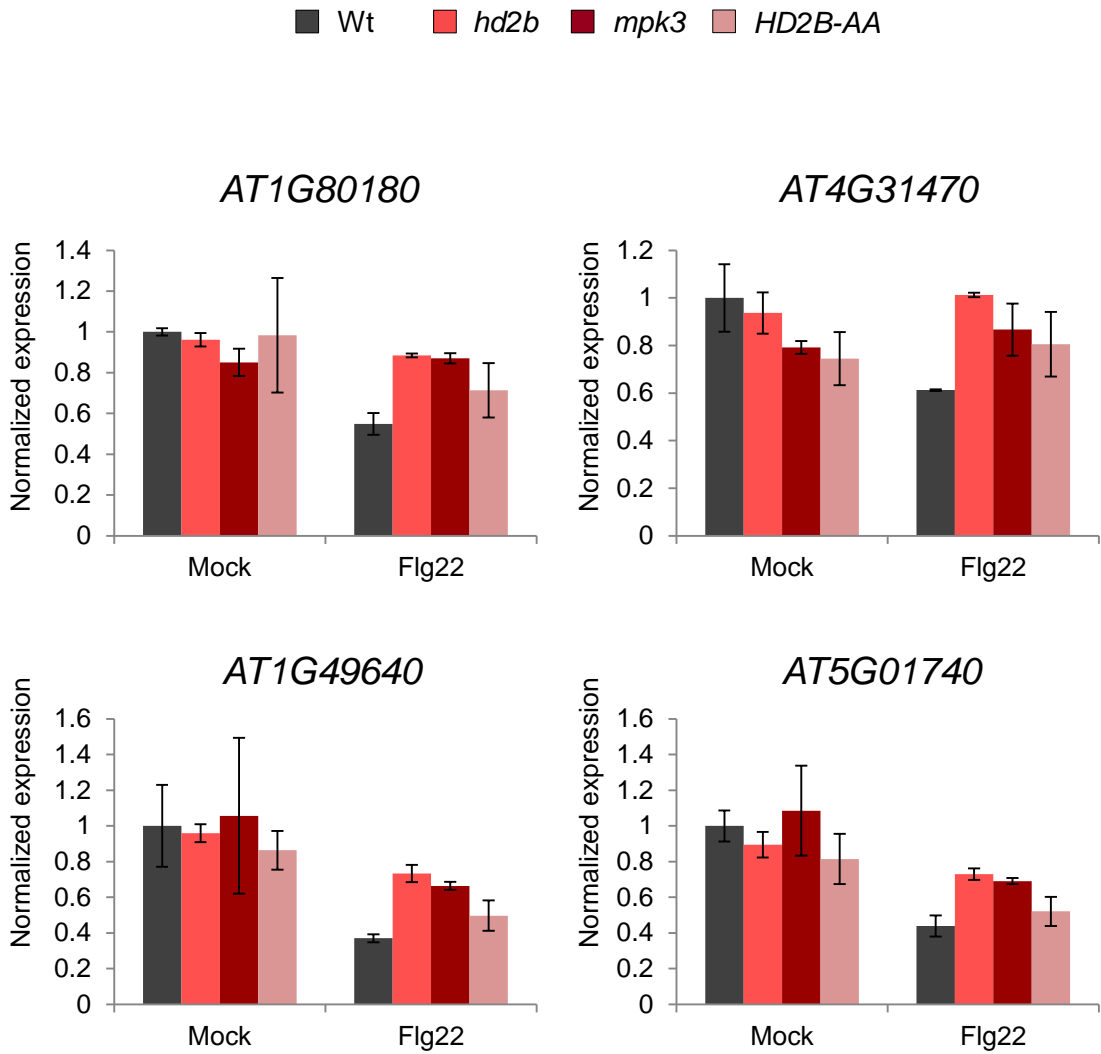 Wt hd2b mpk3 HD2B-AA
AT1G80180
Normalized expression
1.4
1.2
1
0.8
0.6
0.4
0.2
0
Mock Flg22
AT4G31470
Normalized expression
1.2
1
0.8
0.6
0.4
0.2
0
Mock Flg22
AT1G49640
Normalized expression
1.6
1.4
1.2
1
0.8
0.6
0.4
0.2
0
Mock Flg22
AT5G01740
Normalized expression
1.6
1.4
1.2
1
0.8
0.6
0.4
0.2
0
Mock Flg22